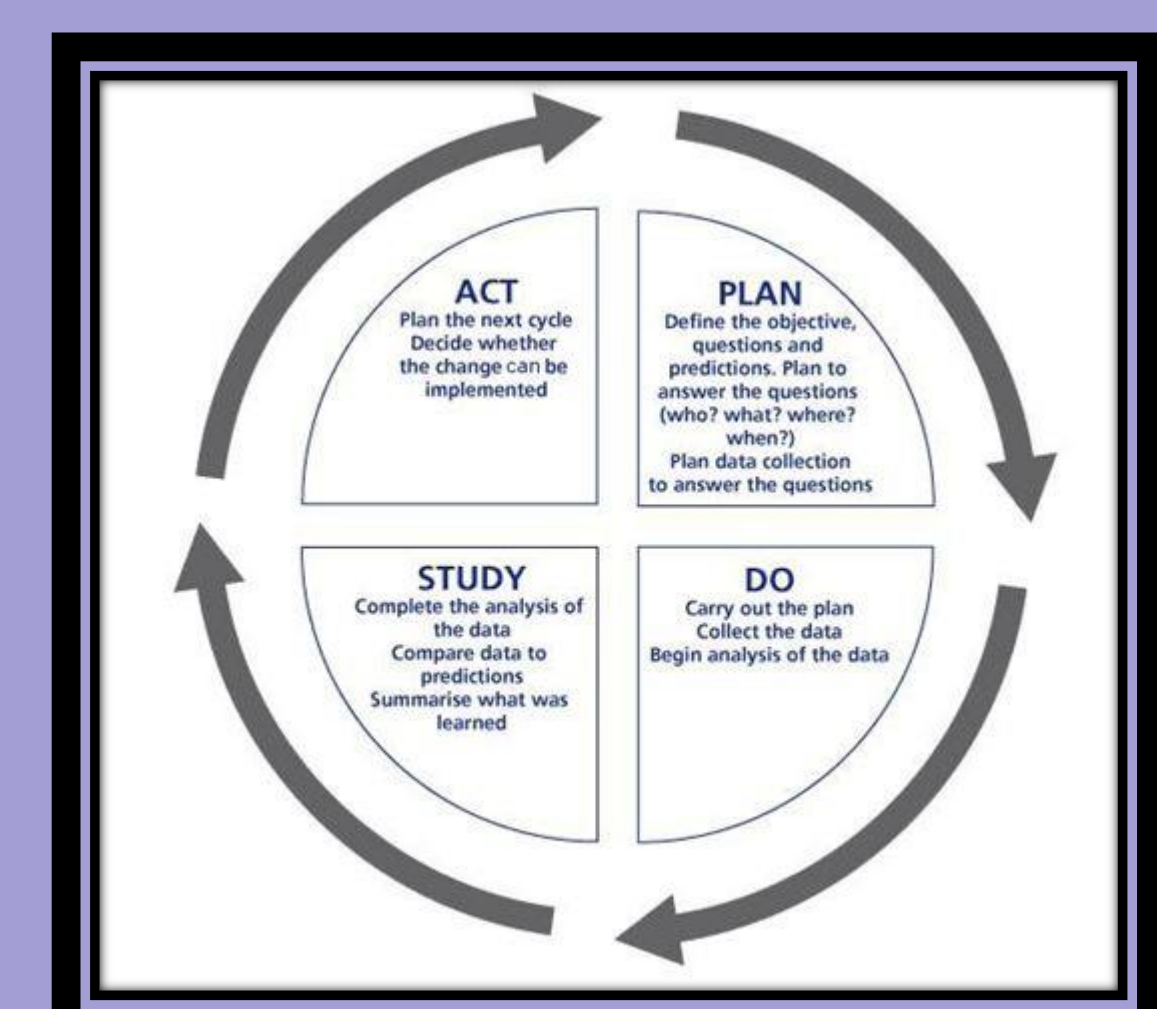 ACT
Plan the next cycle
Decide whether
the change can be
implemented
PLAN
Define the objective,
questions and
predictions. Plan to
answer the questions
(who? what? where?
when?)
Plan data collection
to answer the questions
STUDY
Complete the analysis of
the data
Compare data to
predictions
Summarise what was
learned
DO
Carry out the plan
Collect the data
Begin analysis of the data